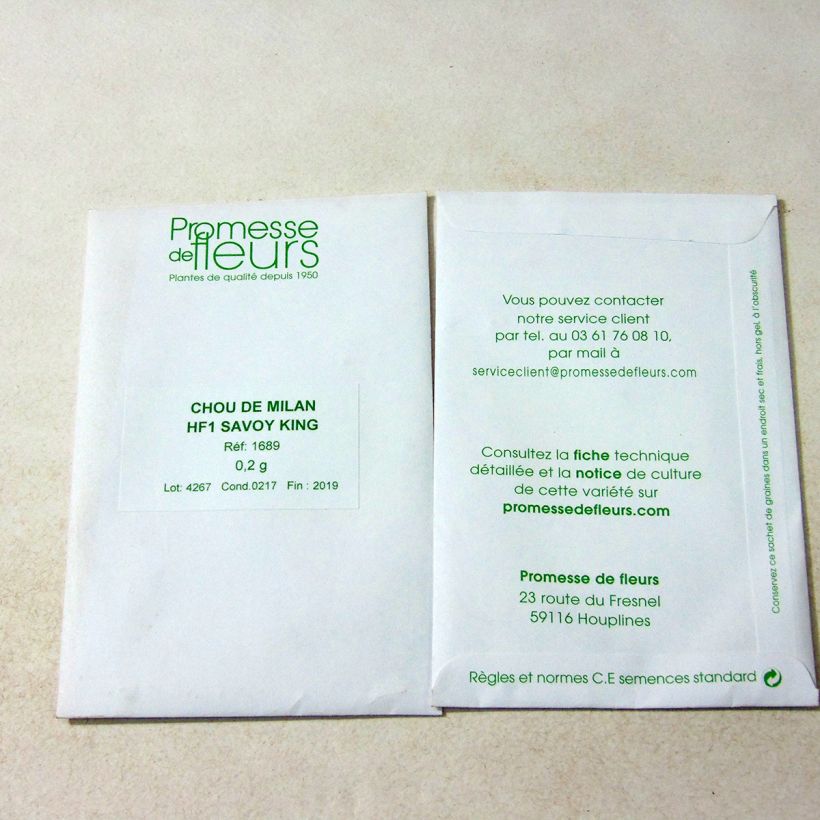 Promesse
de fleurs
Plantes de qualité depuis 1950
CHOU DE MILAN
HF1 SAVOY KING
Réf: 1689
0,2 g
Lot: 4267 Cond.0217 Fin : 2019
Vous pouvez contacter
notre service client
par tel. au 03 61 76 08 10,
par mail à
serviceclient@promessedefleurs.com
Consultez la fiche technique
détaillée et la notice de culture
de cette variété sur
promessedefleurs.com
Promesse de fleurs
23 route du Fresnel
59116 Houplines
Règles et normes C.E semences standard
Conservez ce sachet de graines dans un endroit sec et frais, hors gel, à l'obscurité